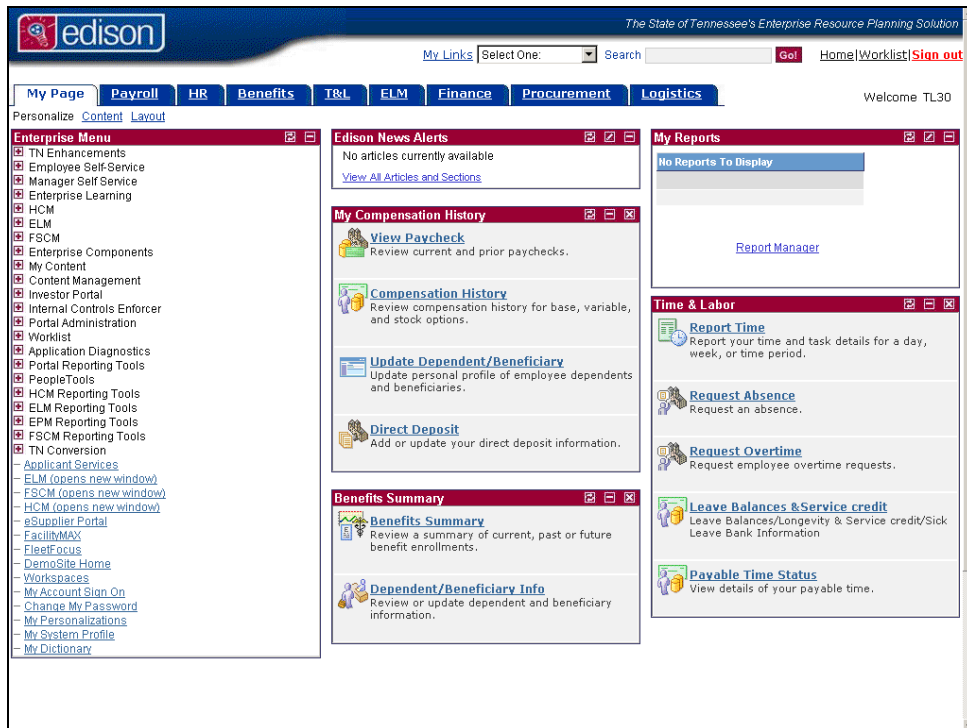 edison
The State of Tennessee's Enterprise Resource Planning Solution
My Links Select One: Search Go! Home|Worklist|Sign out
My Page Payroll HR Benefits T&L ELM Finance Procurement Logistics
Welcome TL30
Personalize Content Layout
Enterprise Menu
TN Enhancements
Employee Self-Service
Manager Self Service
Enterprise Learning
HCM
ELM
FSCM
Enterprise Components
My Content
Content Management
Investor Portal
Internal Controls Enforcer
Portal Administration
Worklist
Application Diagnostics
Portal Reporting Tools
PeopleTools
HCM Reporting Tools
ELM Reporting Tools
EPM Reporting Tools
FSCM Reporting Tools
TN Conversion
Applicant Services
ELM (opens new window)
FSCM (opens new window)
HCM (opens new window)
eSupplier Portal
FacilityMAX
FleetFocus
DemoSite Home
Workspaces
My Account Sign On
Change My Password
My Personalizations
My System Profile
My Dictionary
Edison News Alerts
No articles currently available
View All Articles and Sections
My Compensation History
View Paycheck
Review current and prior paychecks.
Compensation History
Review compensation history for base, variable,
and stock options.
Update Dependent/Beneficiary
Update personal profile of employee dependents
and beneficiaries.
Direct Deposit
Add or update your direct deposit information.
Benefits Summary
Benefits Summary
Review a summary of current, past or future
benefit enrollments.
Dependent/Beneficiary Info
Review or update dependent and beneficiary
information.
My Reports
No Reports To Display
Report Manager
Time & Labor
Report Time
Report your time and task details for a day,
week, or time period.
Request Absence
Request an absence.
Request Overtime
Request employee overtime requests.
Leave Balances &Service credit
Leave Balances/Longevity & Service credit/Sick
Leave Bank Information
Payable Time Status
View details of your payable time.